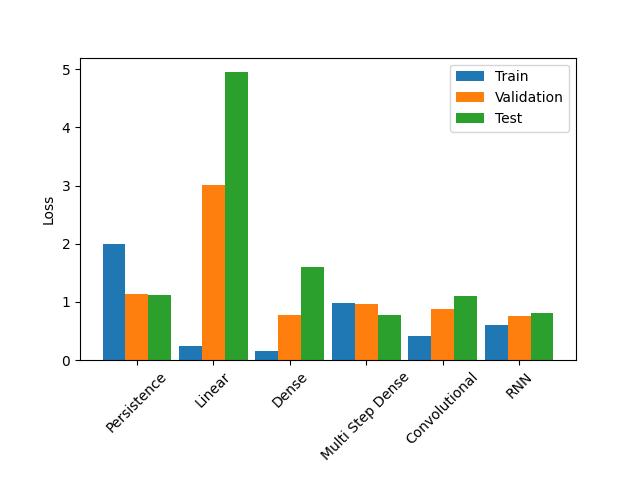 5
4
3
2
1
0
Loss
Train
Validation
Test
Persistence
Linear
Dense
Multi Step Dense
Convolutional
RNN